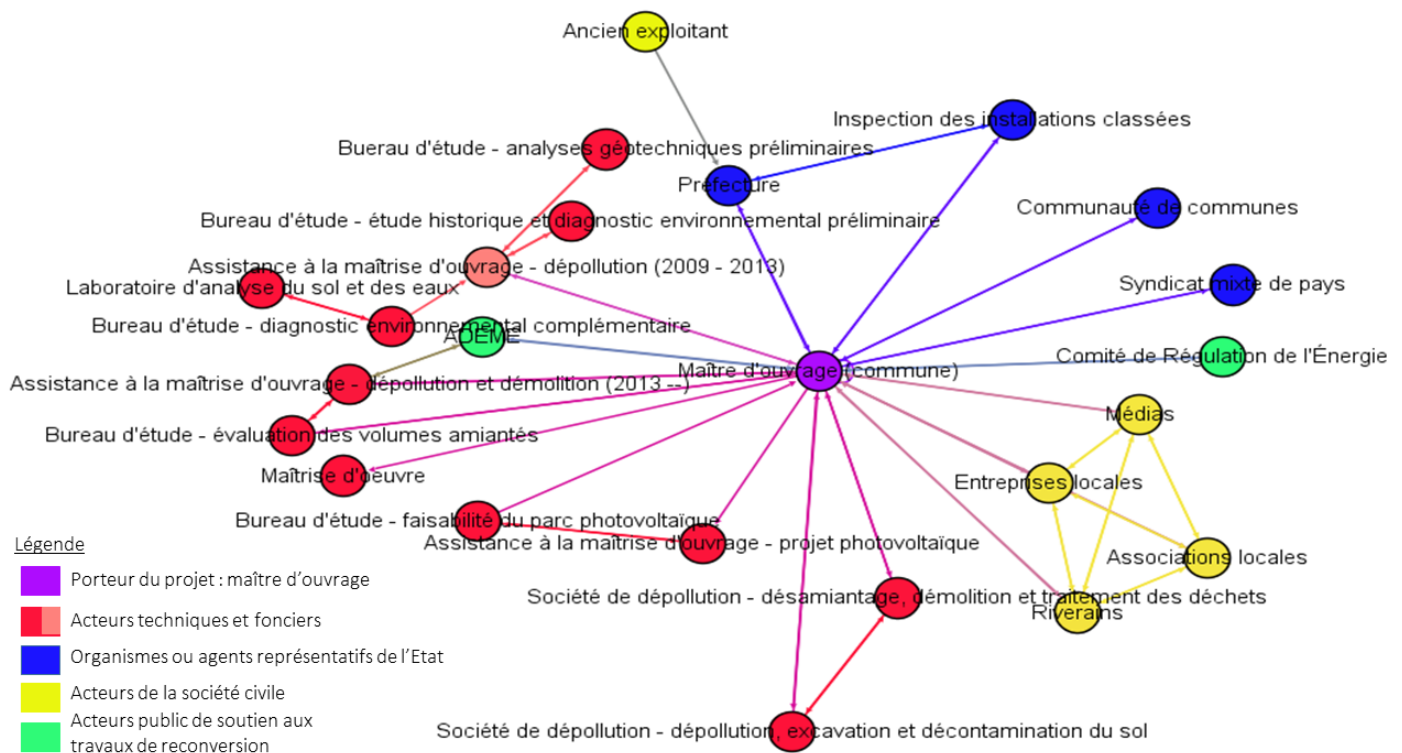 Ancien exploitant
Inspection des installations classées
Buerau d'étude - analyses géotechniques préliminaires
Préfecture
Communauté de communes
Bureau d'étude - étude historique et diagnostic environnemental préliminaire
Assistance à la maîtrise d'ouvrage - dépollution (2009 - 2013)
Laboratoire d'analyse du sol et des eaux
Syndicat mixte de pays
Bureau d'étude - diagnostic environnemental complémentaire
ADEME
Comité de Régulation de l'Énergie
Maître d'ouvrage (commune)
Assistance à la maîtrise d'ouvrage - dépollution et démolition (2013 --)
Médias
Bureau d'étude - évaluation des volumes amiantés
Maîtrise d'oeuvre
Entreprises locales
Bureau d'étude - faisabilité du parc photovoltaïque
Assistance à la maîtrise d'ouvrage - projet photovoltaïque
Associations locales
Société de dépollution - désamiantage, démolition et traitement des déchets
Riverains
Société de dépollution - dépollution, excavation et décontamination du sol
Légende
Porteur du projet : maître d’ouvrage
Acteurs techniques et fonciers
Organismes ou agents représentatifs de l’Etat
Acteurs de la société civile
Acteurs public de soutien aux
travaux de reconversion